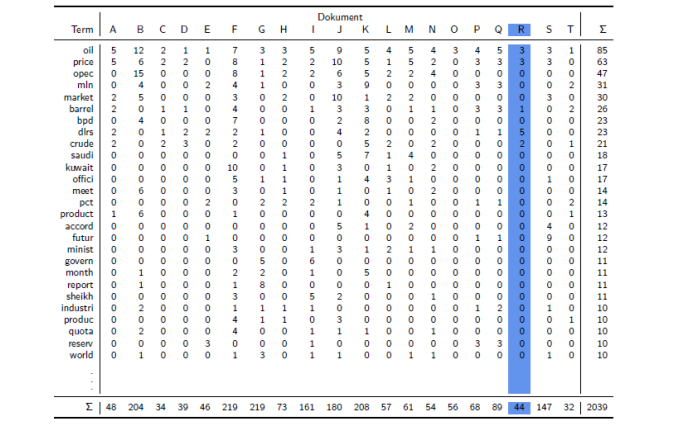 Dokument
Term A B C D E F G H I J K L M N O P Q R S T Σ
oil 5 12 2 1 1 7 3 3 5 9 5 4 5 4 3 4 5 3 3 1 85
price 5 6 2 2 0 8 1 2 2 10 5 1 5 2 0 3 3 3 3 0 63
opec 0 15 0 0 0 8 1 2 2 6 5 2 2 4 0 0 0 0 0 0 47
mln 0 4 0 0 2 4 1 0 0 3 9 0 0 0 0 3 3 0 0 2 31
market 2 5 0 0 0 3 0 2 0 10 1 2 2 0 0 0 0 0 3 0 30
barrel 2 0 1 1 0 4 0 0 1 3 3 0 1 1 0 3 3 1 0 2 26
bpd 0 4 0 0 0 7 0 0 0 2 8 0 0 2 0 0 0 0 0 0 23
dlrs 2 0 1 2 2 2 1 0 0 4 2 0 0 0 0 1 1 5 0 0 23
crude 2 0 2 3 0 2 0 0 0 0 5 2 0 2 0 0 0 2 0 1 21
saudi 0 0 0 0 0 0 0 1 0 5 7 1 4 0 0 0 0 0 0 0 18
kuwait 0 0 0 0 0 10 0 1 0 3 0 1 0 2 0 0 0 0 0 0 17
offici 0 0 0 0 0 5 1 1 0 1 4 3 1 0 0 0 0 0 1 0 17
meet 0 6 0 0 0 3 0 1 0 1 0 1 0 2 0 0 0 0 0 0 14
pct 0 0 0 0 2 0 2 2 2 1 0 0 1 0 0 1 1 0 0 2 14
product 1 6 0 0 0 1 0 0 0 0 4 0 0 0 0 0 0 0 0 1 13
accord 0 0 0 0 0 0 0 0 0 5 1 0 2 0 0 0 0 0 4 0 12
futur 0 0 0 0 1 0 0 0 0 0 0 0 0 0 0 1 1 0 9 0 12
minist 0 0 0 0 0 3 0 0 1 3 1 2 1 1 0 0 0 0 0 0 12
govern 0 0 0 0 0 0 5 0 6 0 0 0 0 0 0 0 0 0 0 0 11
month 0 1 0 0 0 2 2 0 1 0 5 0 0 0 0 0 0 0 0 0 11
report 0 1 0 0 0 1 8 0 0 0 0 1 0 0 0 0 0 0 0 0 11
sheikh 0 0 0 0 0 3 0 0 5 2 0 0 0 1 0 0 0 0 0 0 11
industri 0 2 0 0 0 1 1 1 1 0 0 0 0 0 0 1 2 0 1 0 10
produc 0 0 0 0 0 4 1 1 0 3 0 0 0 0 0 0 0 0 0 1 10
quota 0 2 0 0 0 4 0 0 1 1 1 0 0 1 0 0 0 0 0 0 10
reserv 0 0 0 0 3 0 0 0 1 0 0 0 0 0 0 3 3 0 0 0 10
world 0 1 0 0 0 1 3 0 1 1 0 0 1 1 0 0 0 0 1 0 10
.
.
.
Σ 48 204 34 39 46 219 219 73 161 180 208 57 61 54 56 68 89 44 147 32 2039